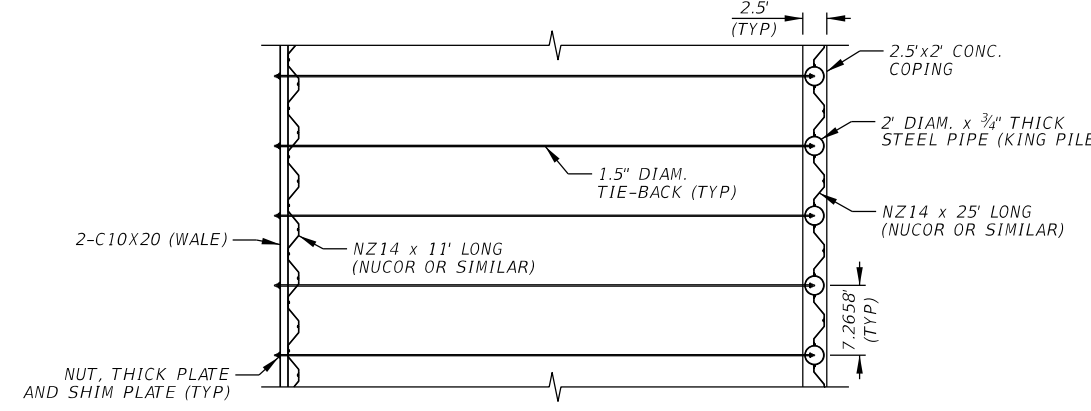 2.5'
(TYP)
2.5'x2' CONC.
COPING
2' DIAM. x ¾" THICK
STEEL PIPE (KING PILE
1.5" DIAM.
TIE-BACK (TYP)
NZ14 x 25' LONG
(NUCOR OR SIMILAR)
2-C10X20 (WALE)
NZ14 x 11' LONG
(NUCOR OR SIMILAR)
7.2658'
(TYP)
NUT, THICK PLATE
AND SHIM PLATE (TYP)